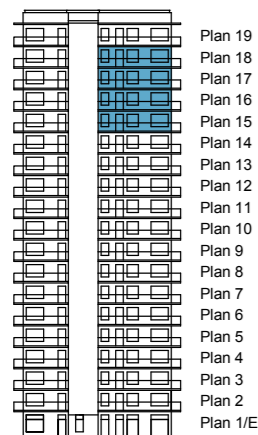 Plan 19
Plan 18
Plan 17
Plan 16
Plan 15
Plan 14
Plan 13
Plan 12
Plan 11
Plan 10
Plan 9
Plan 8
Plan 7
Plan 6
Plan 5
Plan 4
Plan 3
Plan 2
Plan 1/E